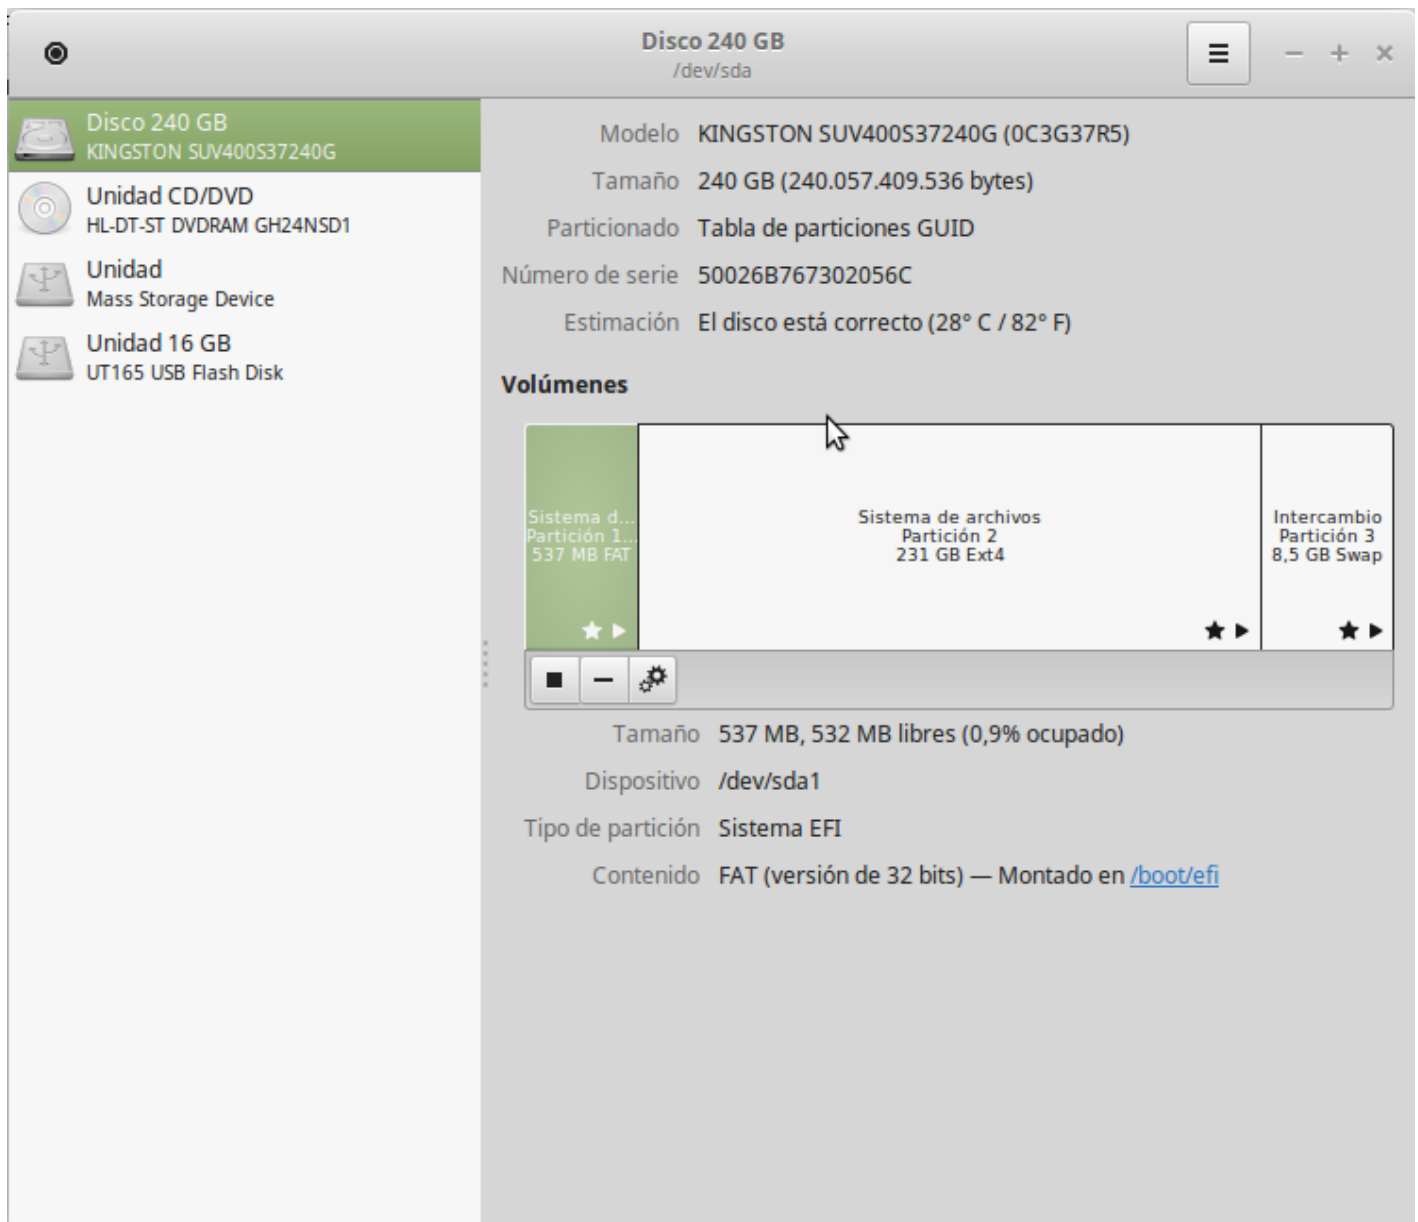 Disco 240 GB
/dev/sda
Disco 240 GB
KINGSTON SUV400S37240G
Unidad CD/DVD
HL-DT-ST DVDRAM GH24NSD1
Unidad
Mass Storage Device
Unidad 16 GB
UT165 USB Flash Disk
Modelo KINGSTON SUV400S37240G (0C3G37R5)
Tamaño 240 GB (240.057.409.536 bytes)
Particionado Tabla de particiones GUID
Número de serie 50026B767302056C
Estimación El disco está correcto (28° C / 82° F)
Volúmenes
Sistema d...
Partición 1...
537 MB FAT
Sistema de archivos
Partición 2
231 GB Ext4
Intercambio
Partición 3
8,5 GB Swap
Tamaño 537 MB, 532 MB libres (0,9% ocupado)
Dispositivo /dev/sda1
Tipo de partición Sistema EFI
Contenido FAT (versión de 32 bits) — Montado en /boot/efi